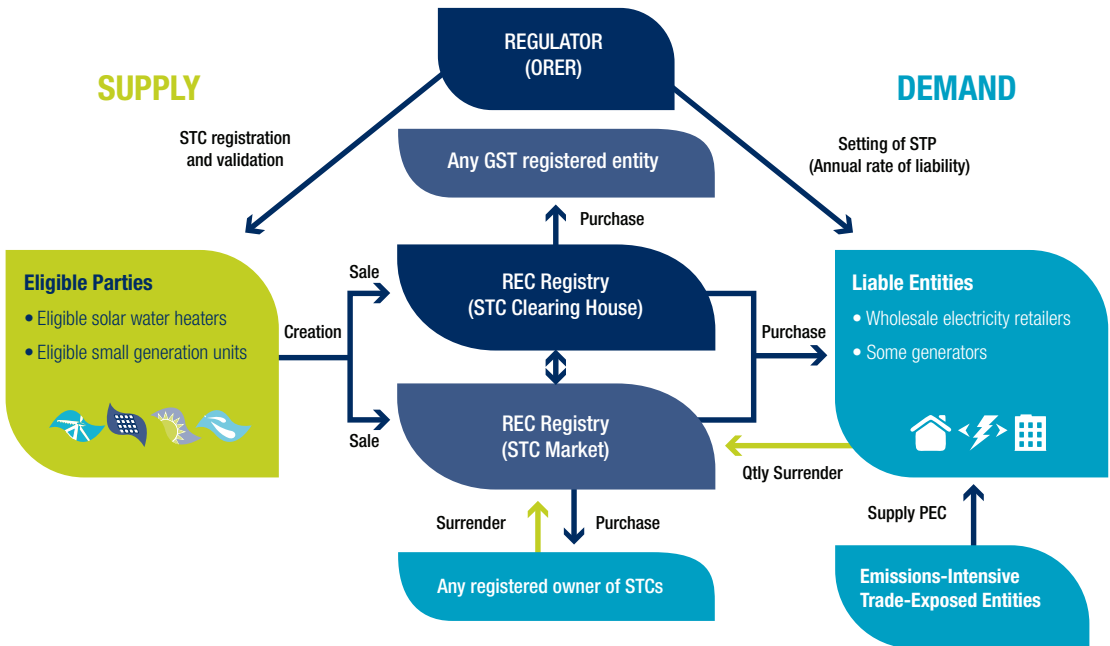 REGULATOR
(ORER)
SUPPLY
DEMAND
STC registration
and validation
Setting of STP
(Annual rate of liability)
Any GST registered entity
Purchase
Eligible Parties
• Eligible solar water heaters
• Eligible small generation units
Creation
Sale
Sale
REC Registry
(STC Clearing House)
REC Registry
(STC Market)
Purchase
Liable Entities
• Wholesale electricity retailers
• Some generators
Qtly Surrender
Surrender
Purchase
Supply PEC
Any registered owner of STCs
Emissions-Intensive
Trade-Exposed Entities